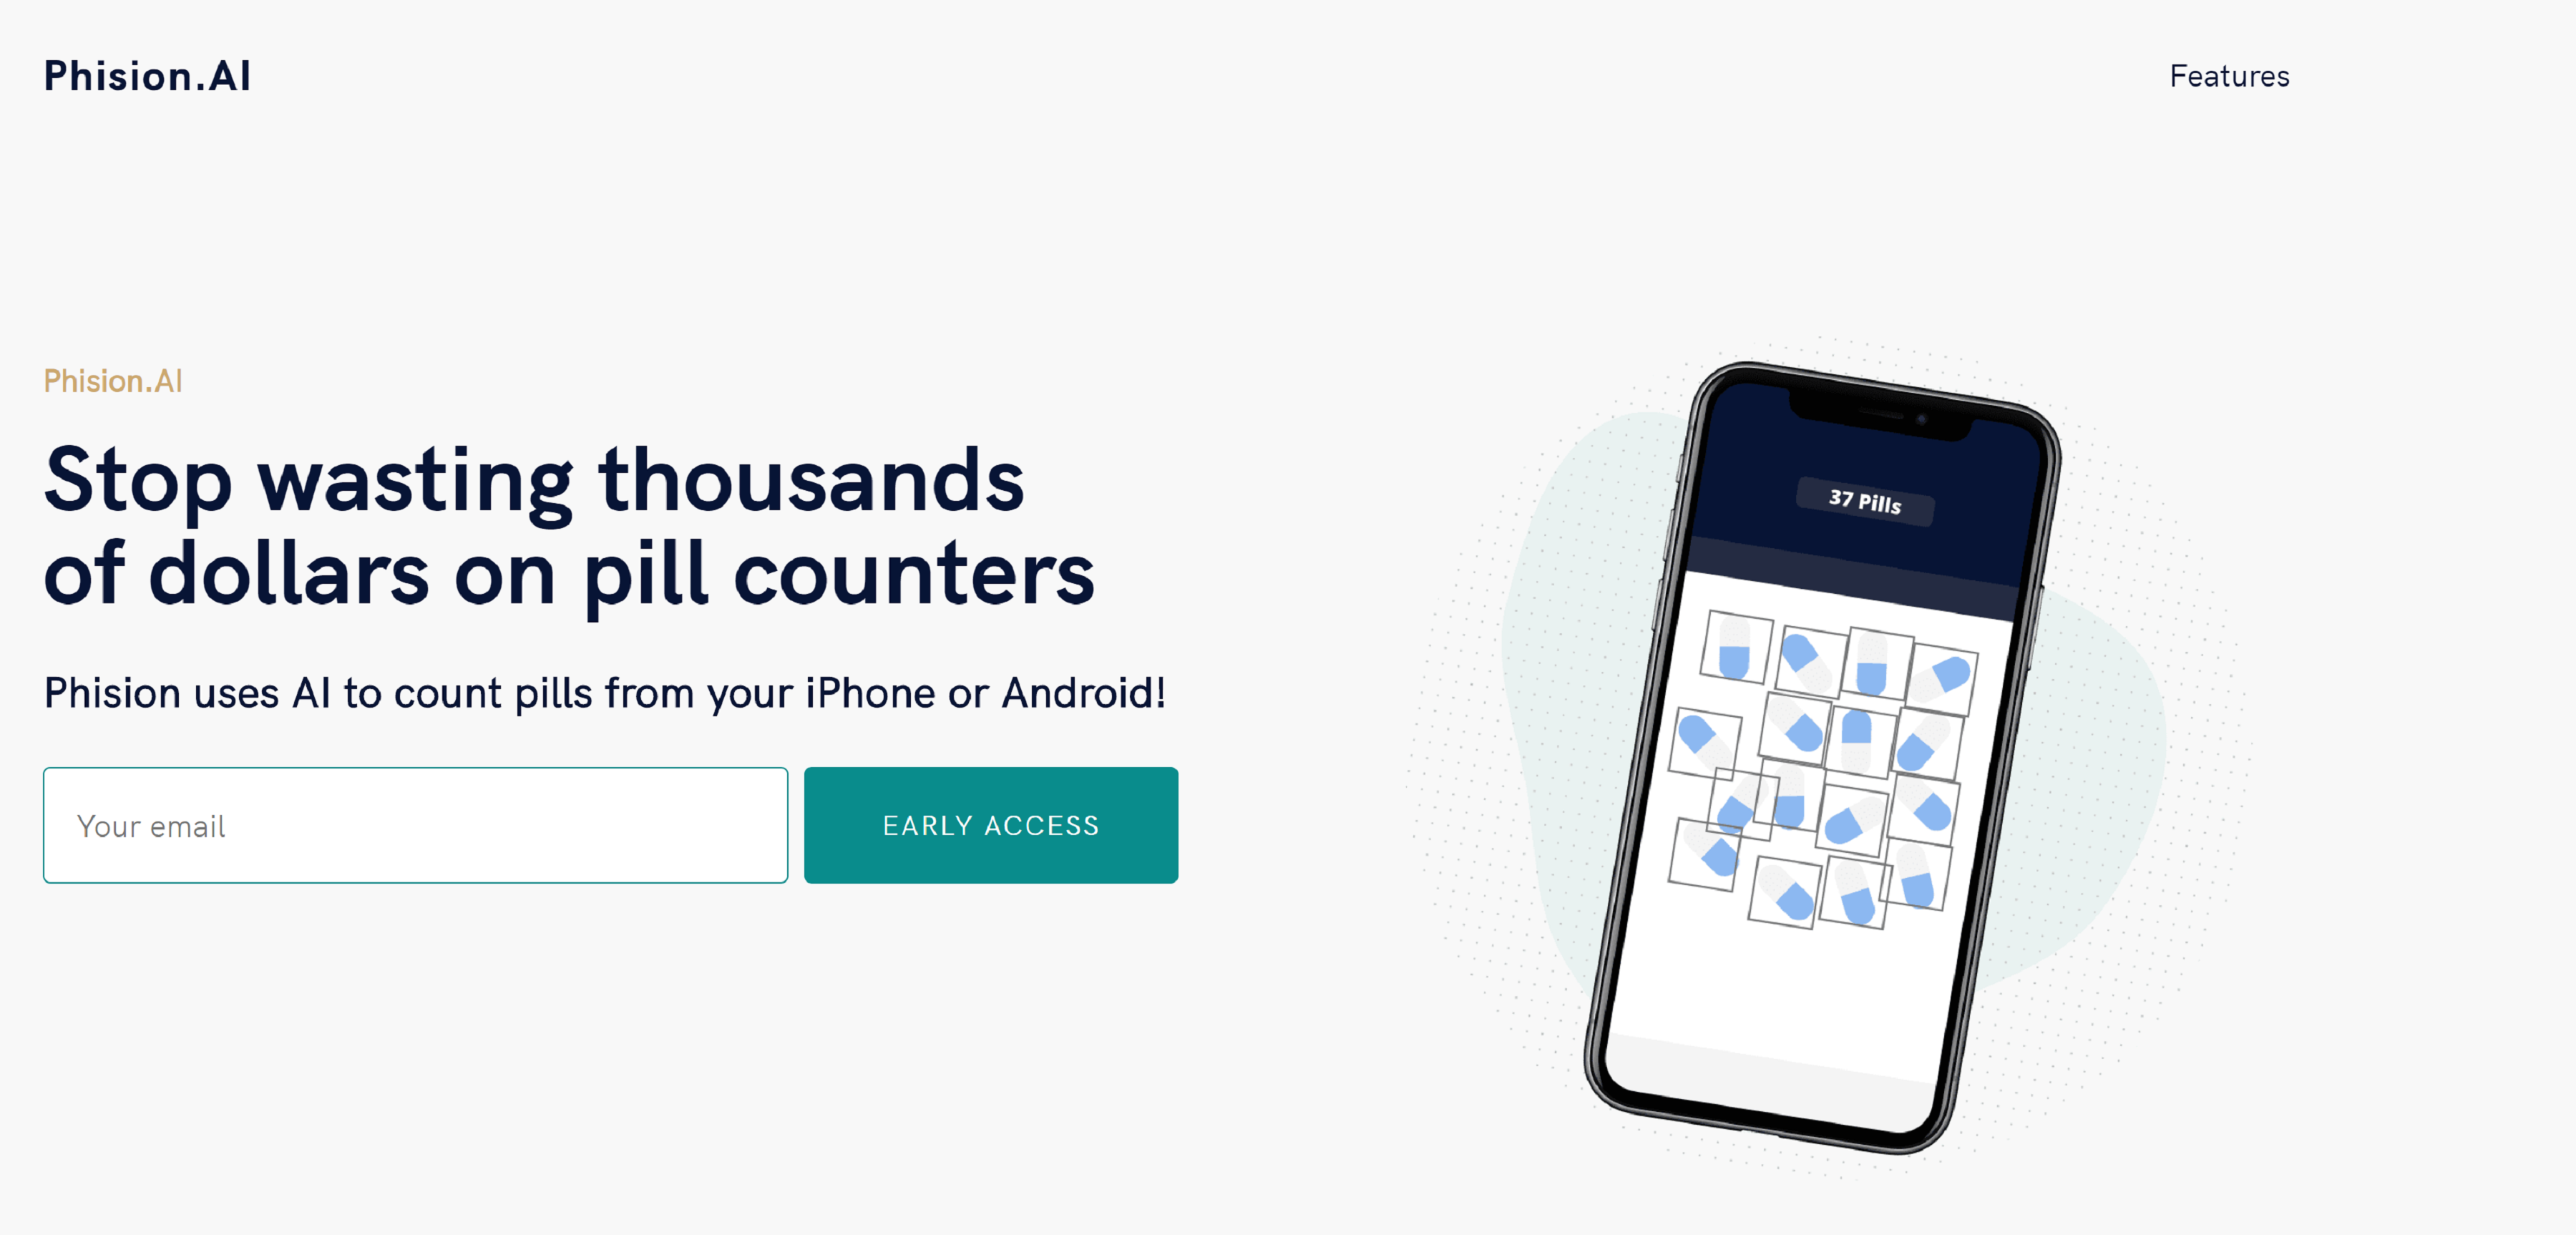 Phision.AI
Features
Phision.AI
Stop wasting thousands
of dollars on pill counters
Phision uses AI to count pills from your iPhone or Android!
Your email
EARLY ACCESS
37 Pills